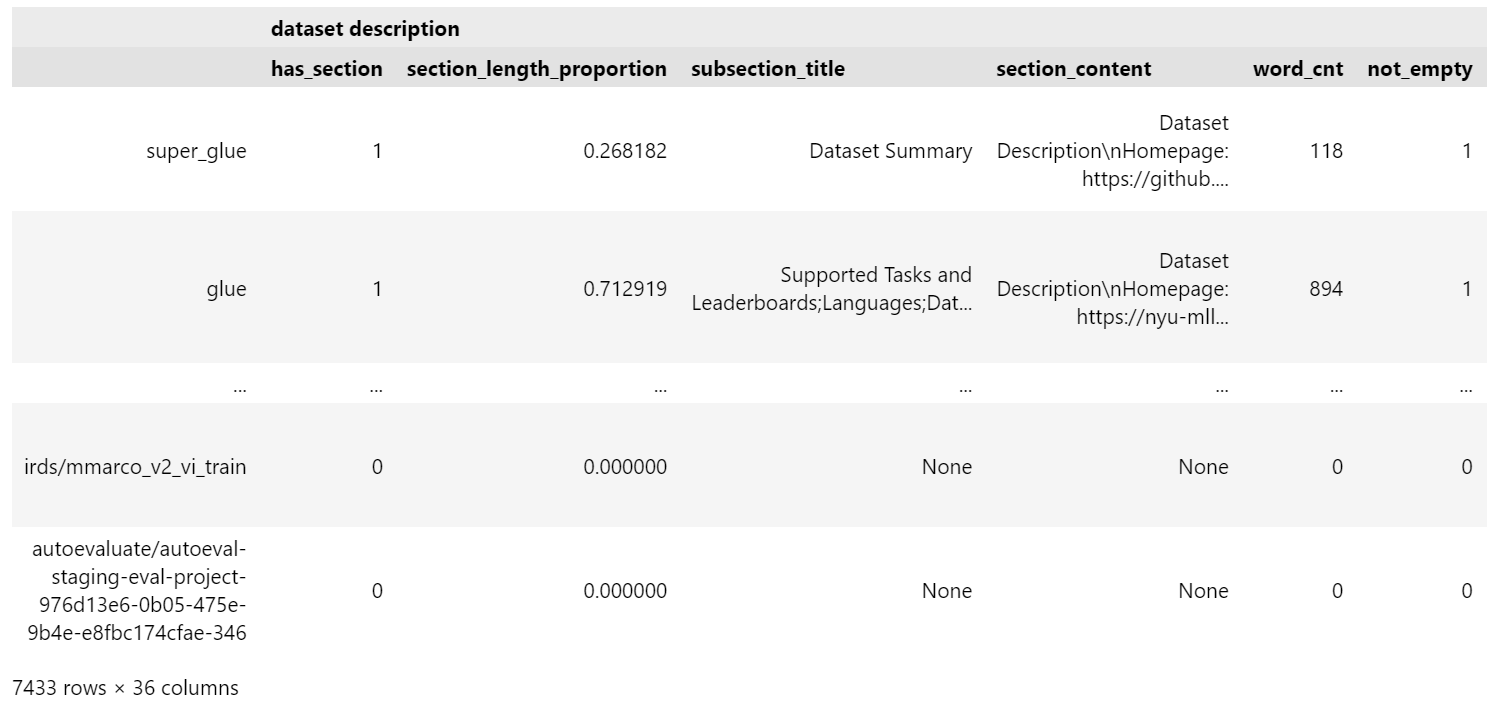 dataset description
has_section section_length_proportion subsection_title section_content word_cnt not_empty
super_glue 1 0.268182 Dataset Summary Dataset Description\nHomepage: https://github.... 118 1
glue 1 0.712919 Supported Tasks and Leaderboards;Languages;Dat... Dataset Description\nHomepage: https://nyu-mll... 894 1
... ... ... ... ... ... ...
irds/mmarco_v2_vi_train 0 0.000000 None None 0 0
autoevaluate/autoeval-staging-eval-project-976d13e6-0b05-475e-9b4e-e8fbc174cfae-346 0 0.000000 None None 0 0
7433 rows × 36 columns